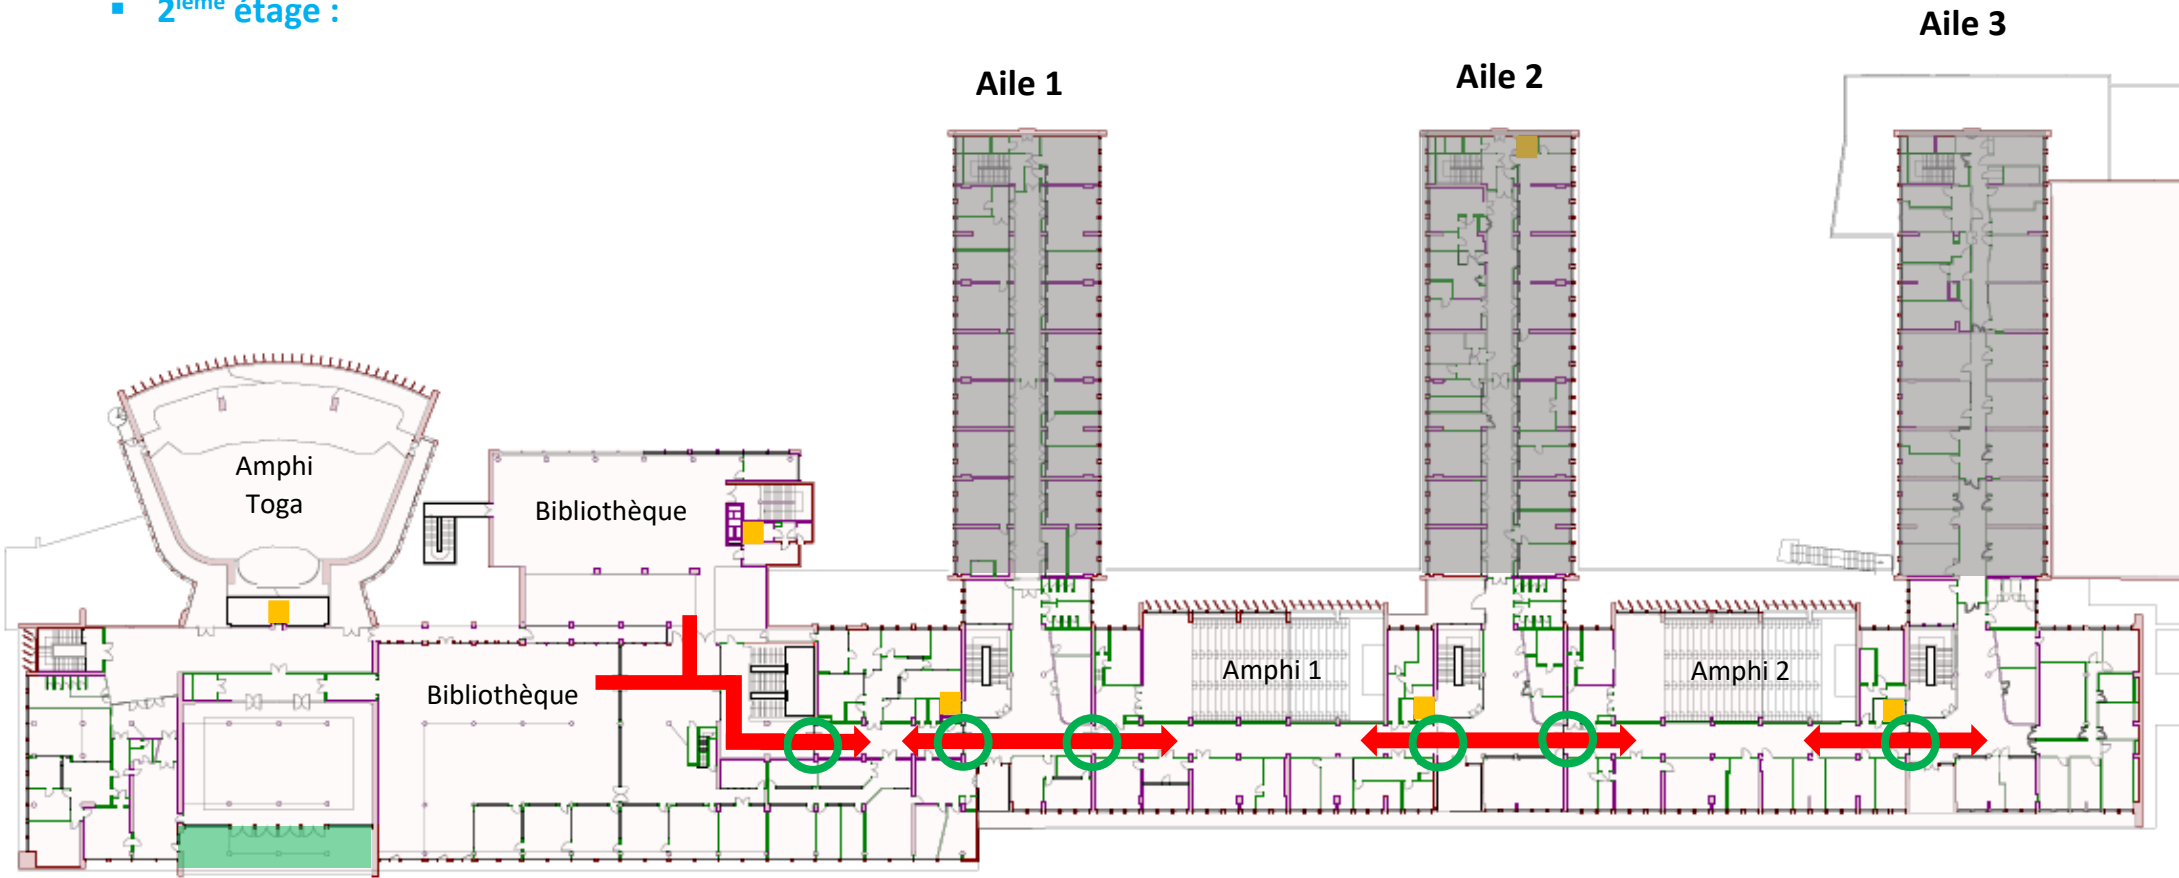 ▪ 2ième étage :
Aile 3
Aile 2
Aile 1
Amphi
Toga
Bibliothèque
Bibliothèque
Amphi 1
Amphi 2